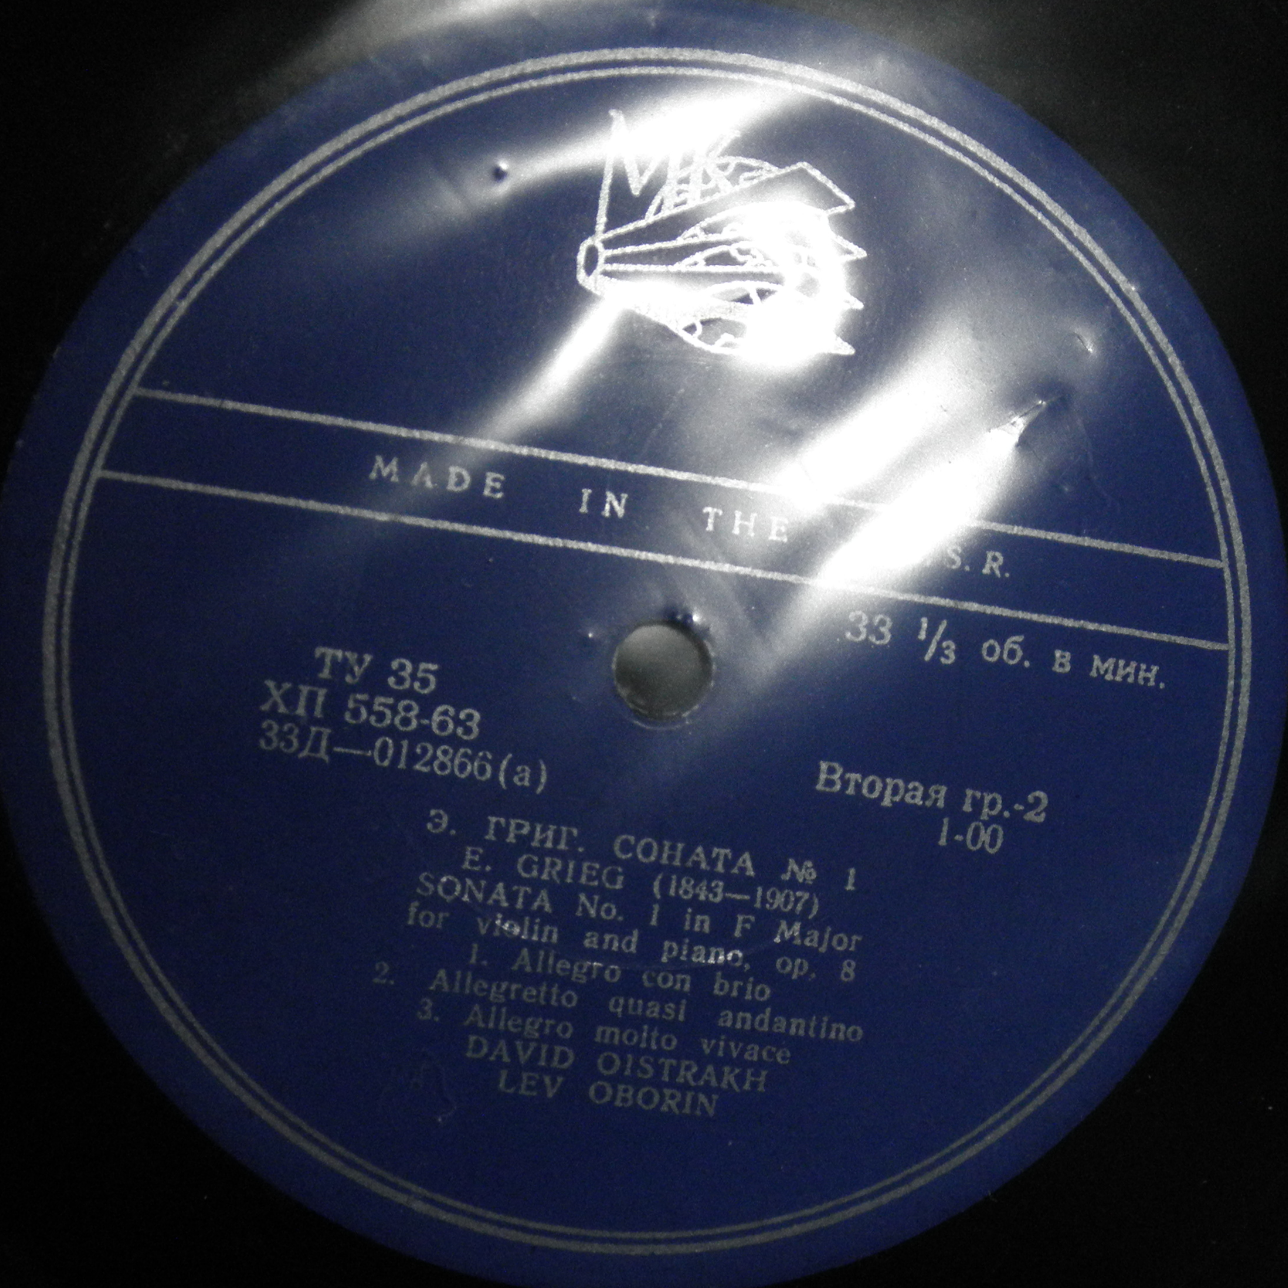 МК
MADE IN THE S. R.
33 1/3 об. в мин.
ТУ 35
ХП 558-63
33Д—012866(а)
Вторая гр.-2
1-00
Э. ГРИГ. СОНАТА № 1
E. GRIEG (1843—1907)
SONATA No. 1 in F Major
for violin and piano, op. 8
1. Allegro con brio
2. Allegretto quasi andantino
3. Allegro molto vivace
DAVID OISTRAKH
LEV OBORIN